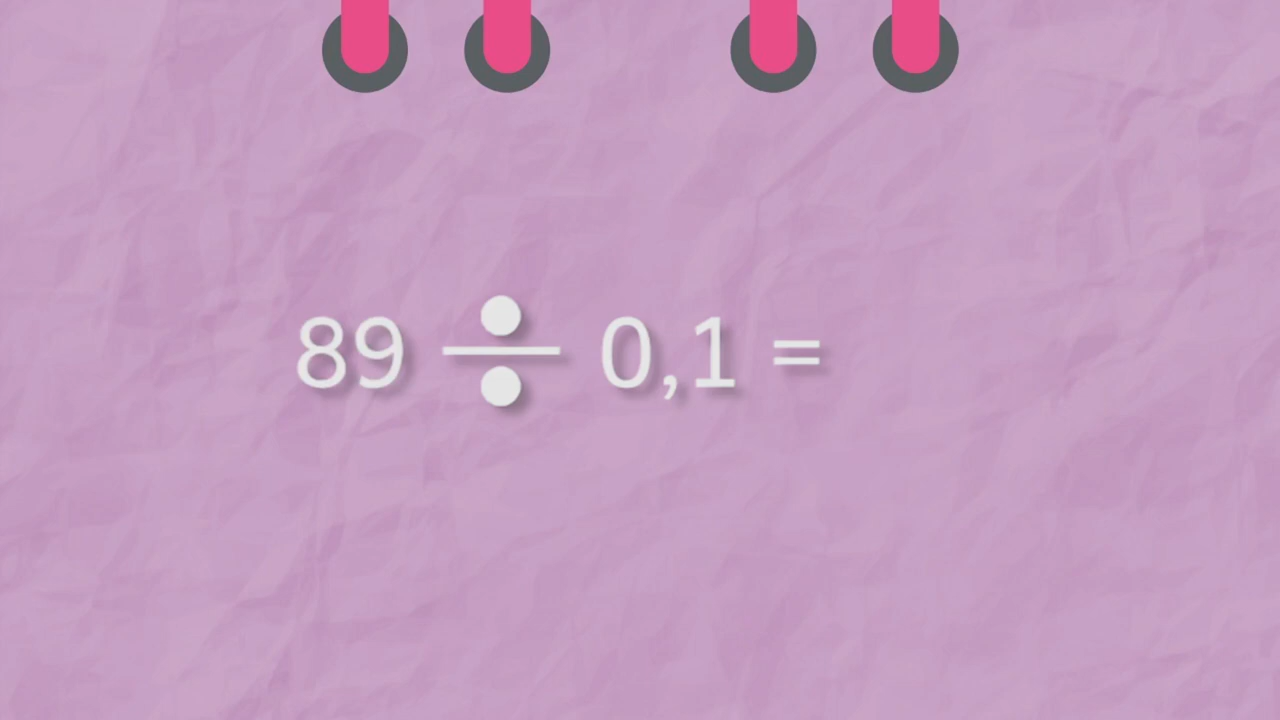 89 ÷ 0,1 =